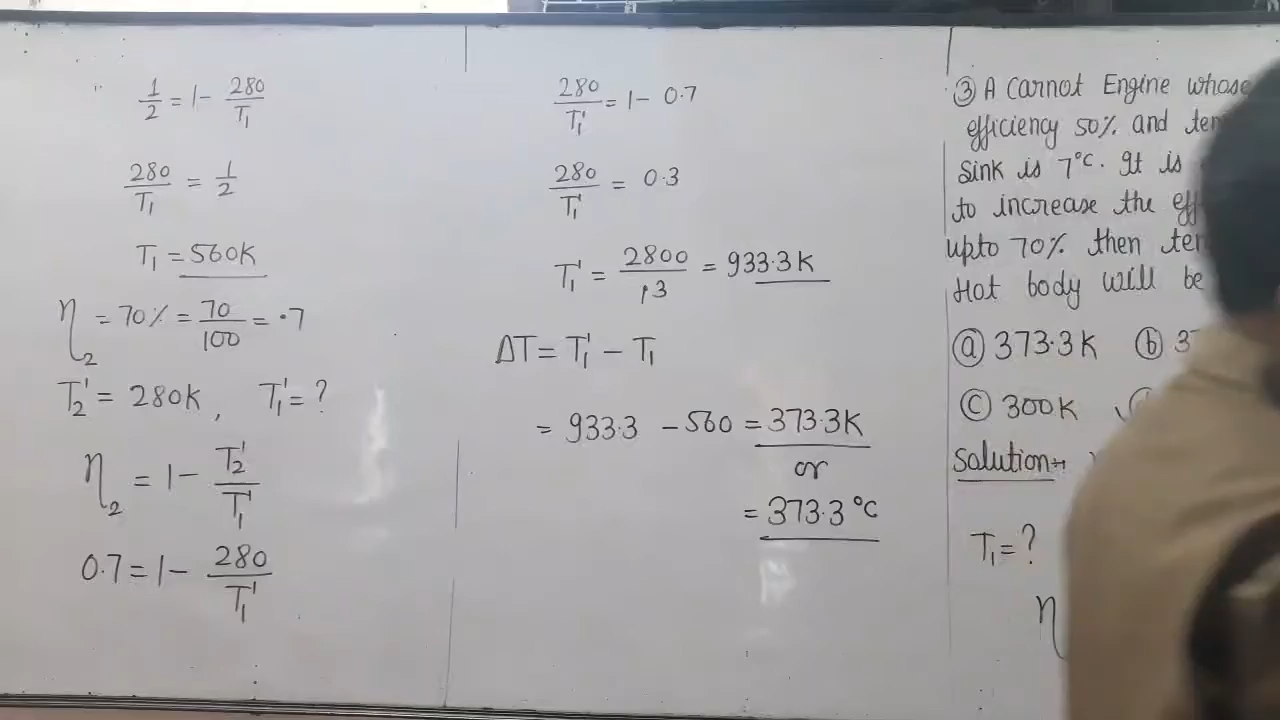 1/2 = 1 - 280/T₁
280/T₁ = 1/2
T₁ = 560K
η₂ = 70% = 70/100 = .7
T₂' = 280K, T₁' = ?
η₂ = 1 - T₂'/T₁'
0.7 = 1 - 280/T₁'
280/T₁' = 1 - 0.7
280/T₁' = 0.3
T₁' = 2800/13 = 933.3K
ΔT = T₁' - T₁
= 933.3 - 560 = 373.3K
or
= 373.3°C
③ A Carnot Engine whose
efficiency 50% and
Sink is 7°C. It is
to increase the
upto 70% then
Hot body will be
ⓐ 373.3K ⓑ
ⓒ 300K
Solution:-
T₁ = ?
η